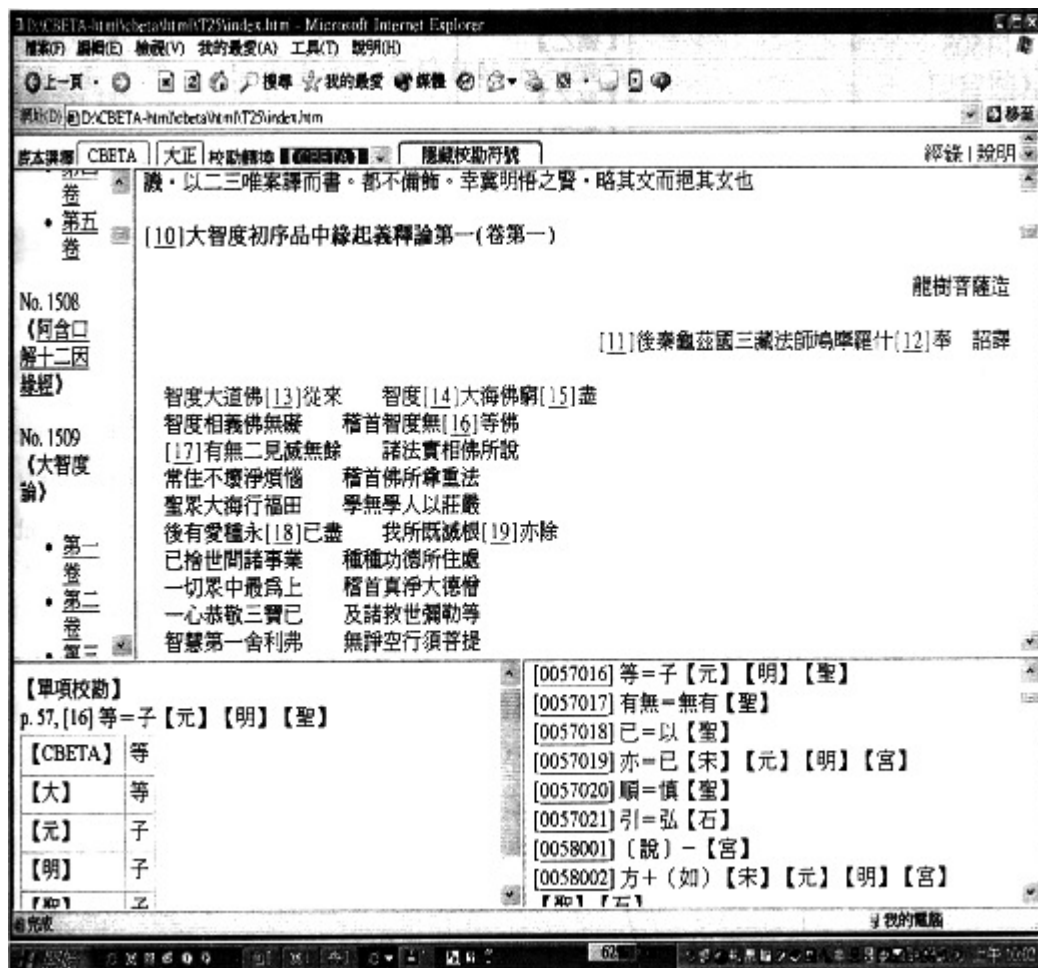 D:\CBETA-html\cbeta\html\T25\index.htm - Microsoft Internet Explorer
檔案(F) 編輯(E) 檢視(V) 我的最愛(A) 工具(T) 說明(H)
上一頁 搜尋 我的最愛 媒體
網址(D) D:\CBETA-html\cbeta\html\T25\index.htm 移至
底本選擇 CBETA 大正 校勘 隱藏校勘符號 經錄 | 說明
卷
• 第五卷
No. 1508
《阿含口解十二因緣經》
No. 1509
《大智度論》
• 第一卷
• 第二卷
• 第三
譏。以二三唯案譯而書。都不備飾。幸冀明悟之賢。略其文而挹其玄也
[10]大智度初序品中緣起義釋論第一(卷第一)
龍樹菩薩造
[11]後秦龜茲國三藏法師鳩摩羅什[12]奉 詔譯
智度大道佛[13]從來 智度[14]大海佛窮[15]盡
智度相義佛無礙 稽首智度無[16]等佛
[17]有無二見滅無餘 諸法實相佛所說
常住不壞淨煩惱 稽首佛所尊重法
聖眾大海行福田 學無學人以莊嚴
後有愛種永[18]已盡 我所既滅根[19]亦除
已捨世間諸事業 種種功德所住處
一切眾中最為上 稽首真淨大德僧
一心恭敬三寶已 及諸救世彌勒等
智慧第一舍利弗 無諍空行須菩提
【單項校勘】
p. 57, [16] 等＝子【元】【明】【聖】
【CBETA】 等
【大】 等
【元】 子
【明】 子
【聖】 子
[0057016] 等＝子【元】【明】【聖】
[0057017] 有無＝無有【聖】
[0057018] 已＝以【聖】
[0057019] 亦＝已【宋】【元】【明】【宮】
[0057020] 順＝慎【聖】
[0057021] 引＝弘【石】
[0058001]〔說〕－【宮】
[0058002] 方＋（如）【宋】【元】【明】【宮】
【聖】【石】
完成 我的電腦